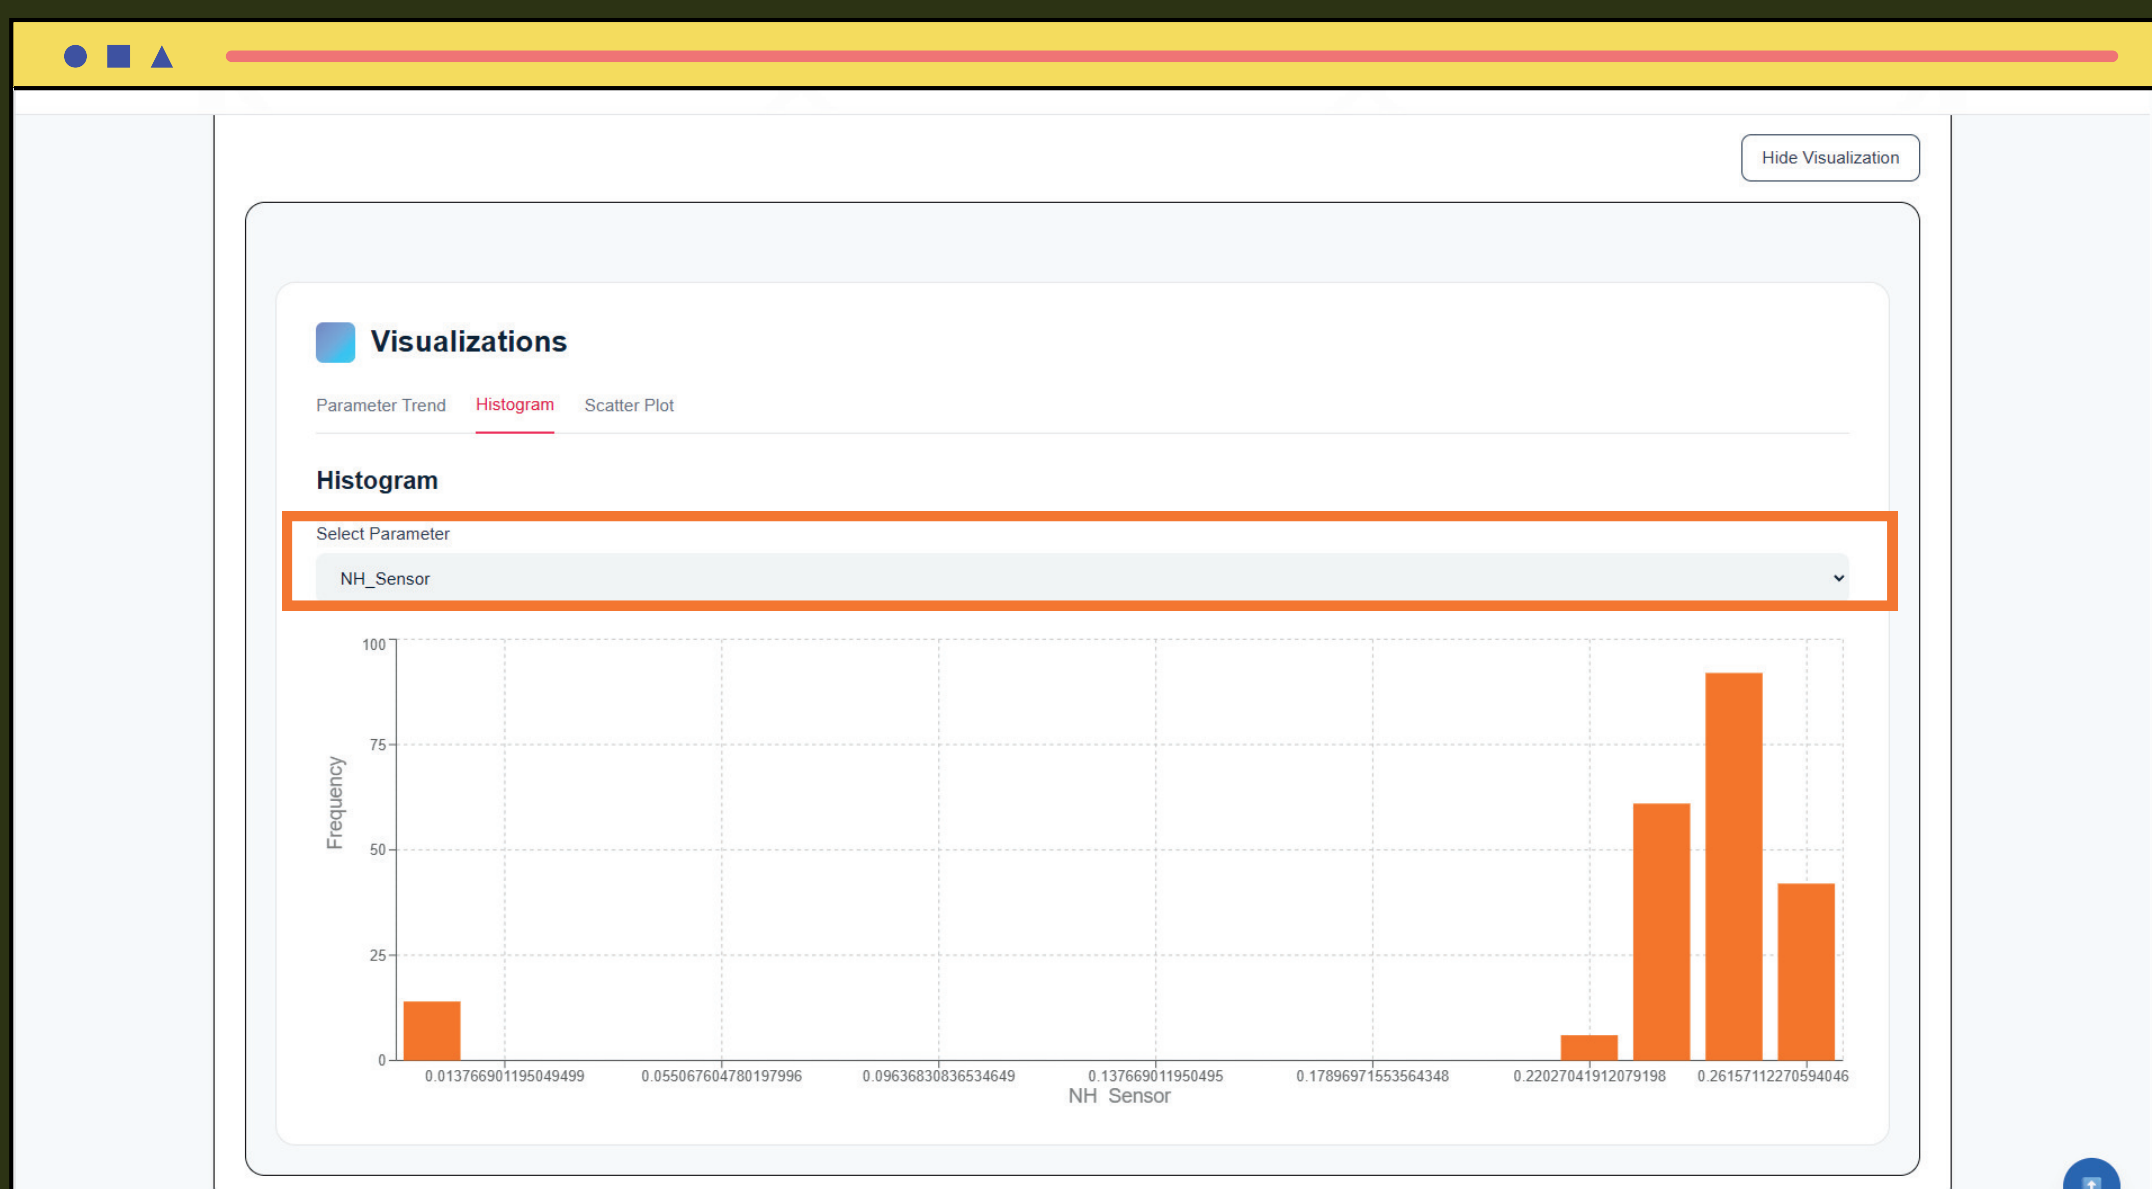 Hide Visualization
Visualizations
Parameter Trend Histogram Scatter Plot
Histogram
Select Parameter
NH_Sensor
100
75
50
25
0
Frequency
0.013766901195049499 0.055067604780197996 0.09636830836534649 0.137669011950495 0.17896971553564348 0.22027041912079198 0.26157112270594046
NH_Sensor